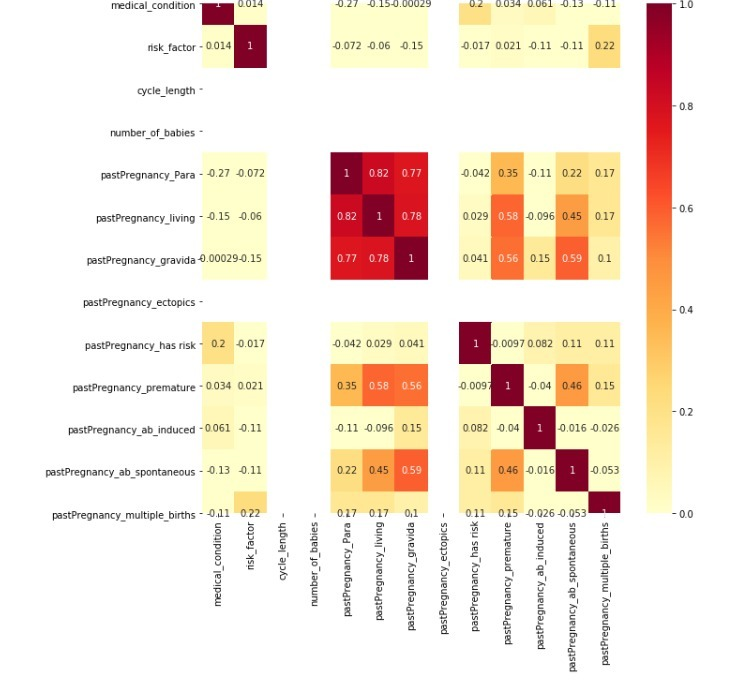 medical_condition 1 0.014 -0.27 -0.15 -0.00029 0.2 0.034 0.061 -0.13 -0.11 1.0
risk_factor 0.014 1 -0.072 -0.06 -0.15 -0.017 0.021 -0.11 -0.11 0.22
cycle_length
0.8
number_of_babies
pastPregnancy_Para -0.27 -0.072 1 0.82 0.77 -0.042 0.35 -0.11 0.22 0.17
pastPregnancy_living -0.15 -0.06 0.82 1 0.78 0.029 0.58 -0.096 0.45 0.17
0.6
pastPregnancy_gravida -0.00029 -0.15 0.77 0.78 1 0.041 0.56 0.15 0.59 0.1
pastPregnancy_ectopics
0.4
pastPregnancy_has risk 0.2 -0.017 -0.042 0.029 0.041 1 -0.0097 0.082 0.11 0.11
pastPregnancy_premature 0.034 0.021 0.35 0.58 0.56 -0.0097 1 -0.04 0.46 0.15
0.2
pastPregnancy_ab_induced 0.061 -0.11 -0.11 -0.096 0.15 0.082 -0.04 1 -0.016 -0.026
pastPregnancy_ab_spontaneous -0.13 -0.11 0.22 0.45 0.59 0.11 0.46 -0.016 1 -0.053
pastPregnancy_multiple_births -0.11 0.22 0.17 0.17 0.1 0.11 0.15 -0.026 -0.053 1 0.0
medical_condition
risk_factor
cycle_length
number_of_babies
pastPregnancy_Para
pastPregnancy_living
pastPregnancy_gravida
pastPregnancy_ectopics
pastPregnancy_has risk
pastPregnancy_premature
pastPregnancy_ab_induced
pastPregnancy_ab_spontaneous
pastPregnancy_multiple_births